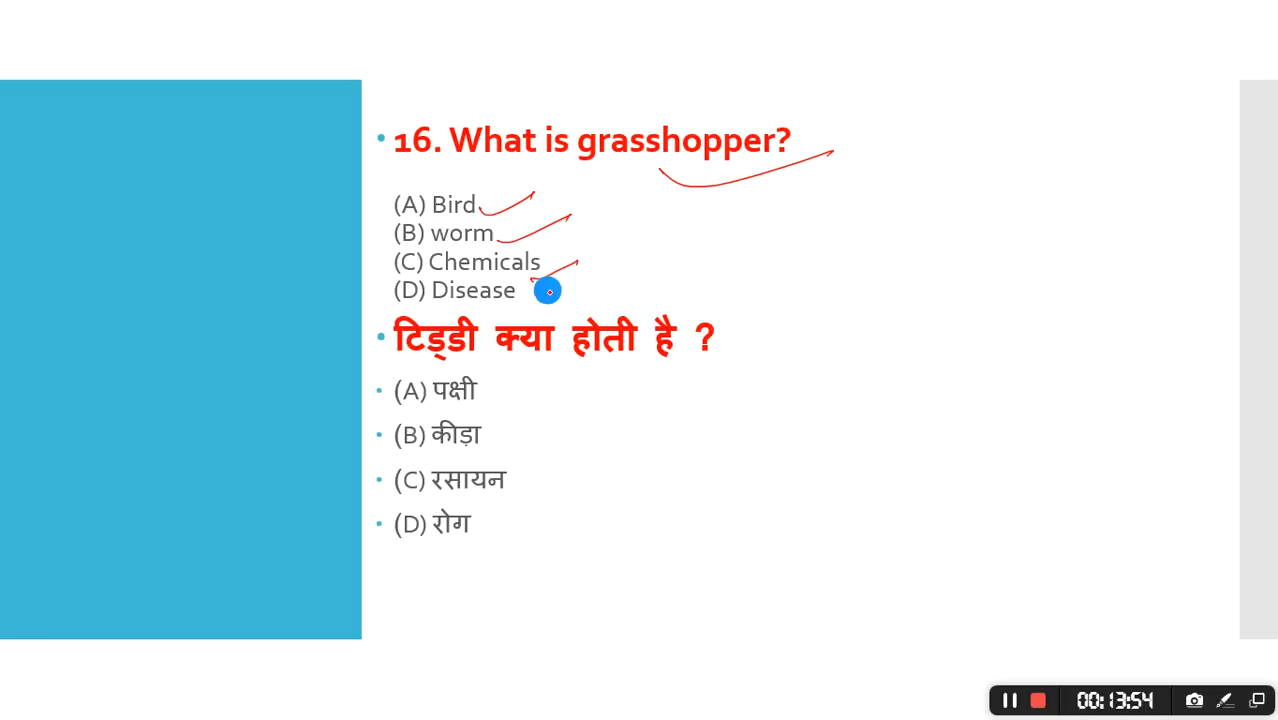 16. What is grasshopper?
(A) Bird
(B) worm
(C) Chemicals
(D) Disease
टिड्डी क्या होती है ?
(A) पक्षी
(B) कीड़ा
(C) रसायन
(D) रोग
00:13:54